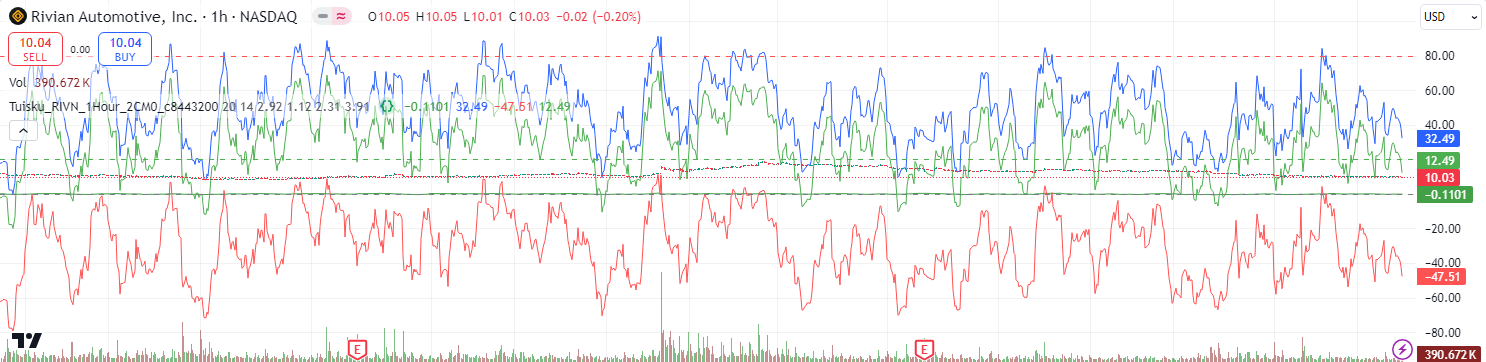 Rivian Automotive, Inc. · 1h · NASDAQ O10.05 H10.05 L10.01 C10.03 −0.02 (−0.20%)
USD
10.04 SELL 0.00 10.04 BUY
Vol 390.672 K
Tuisku_RIVN_1Hour_2CM0_c8443200 20 14 2.92 1.12 2.31 3.91 −0.1101 32.49 −47.51 12.49
80.00
60.00
40.00
32.49
12.49
10.03
−0.1101
−20.00
−40.00
−47.51
−60.00
−80.00
E
E
390.672 K